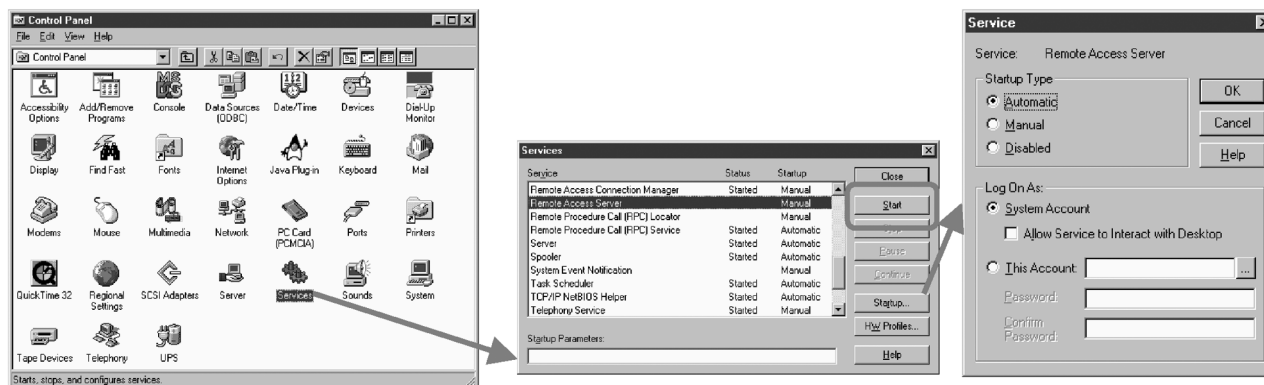 Control Panel
File Edit View Help
Control Panel
Accessibility Options
Add/Remove Programs
MS DOS
Console
Data Sources (ODBC)
Date/Time
Devices
Dial-Up Monitor
Display
Find Fast
Fonts
Internet Options
Java Plug-in
Keyboard
Mail
Modems
Mouse
Multimedia
Network
PC Card (PCMCIA)
Ports
Printers
QuickTime 32
Regional Settings
SCSI Adapters
Server
Services
Sounds
System
Tape Devices
Telephony
UPS
Starts, stops, and configures services.
Services
Service Status Startup
Remote Access Connection Manager Started Manual
Remote Access Server Manual
Remote Procedure Call (RPC) Locator Manual
Remote Procedure Call (RPC) Service Started Automatic
Server Started Automatic
Spooler Started Automatic
System Event Notification Manual
Task Scheduler Started Automatic
TCP/IP NetBIOS Helper Started Automatic
Telephony Service Started Manual
Startup Parameters:
Close
Start
Pause
Continue
Startup...
HW Profiles...
Help
Service
Service: Remote Access Server
Startup Type
Automatic
Manual
Disabled
OK
Cancel
Help
Log On As:
System Account
Allow Service to Interact with Desktop
This Account:
...
Password:
Confirm Password: